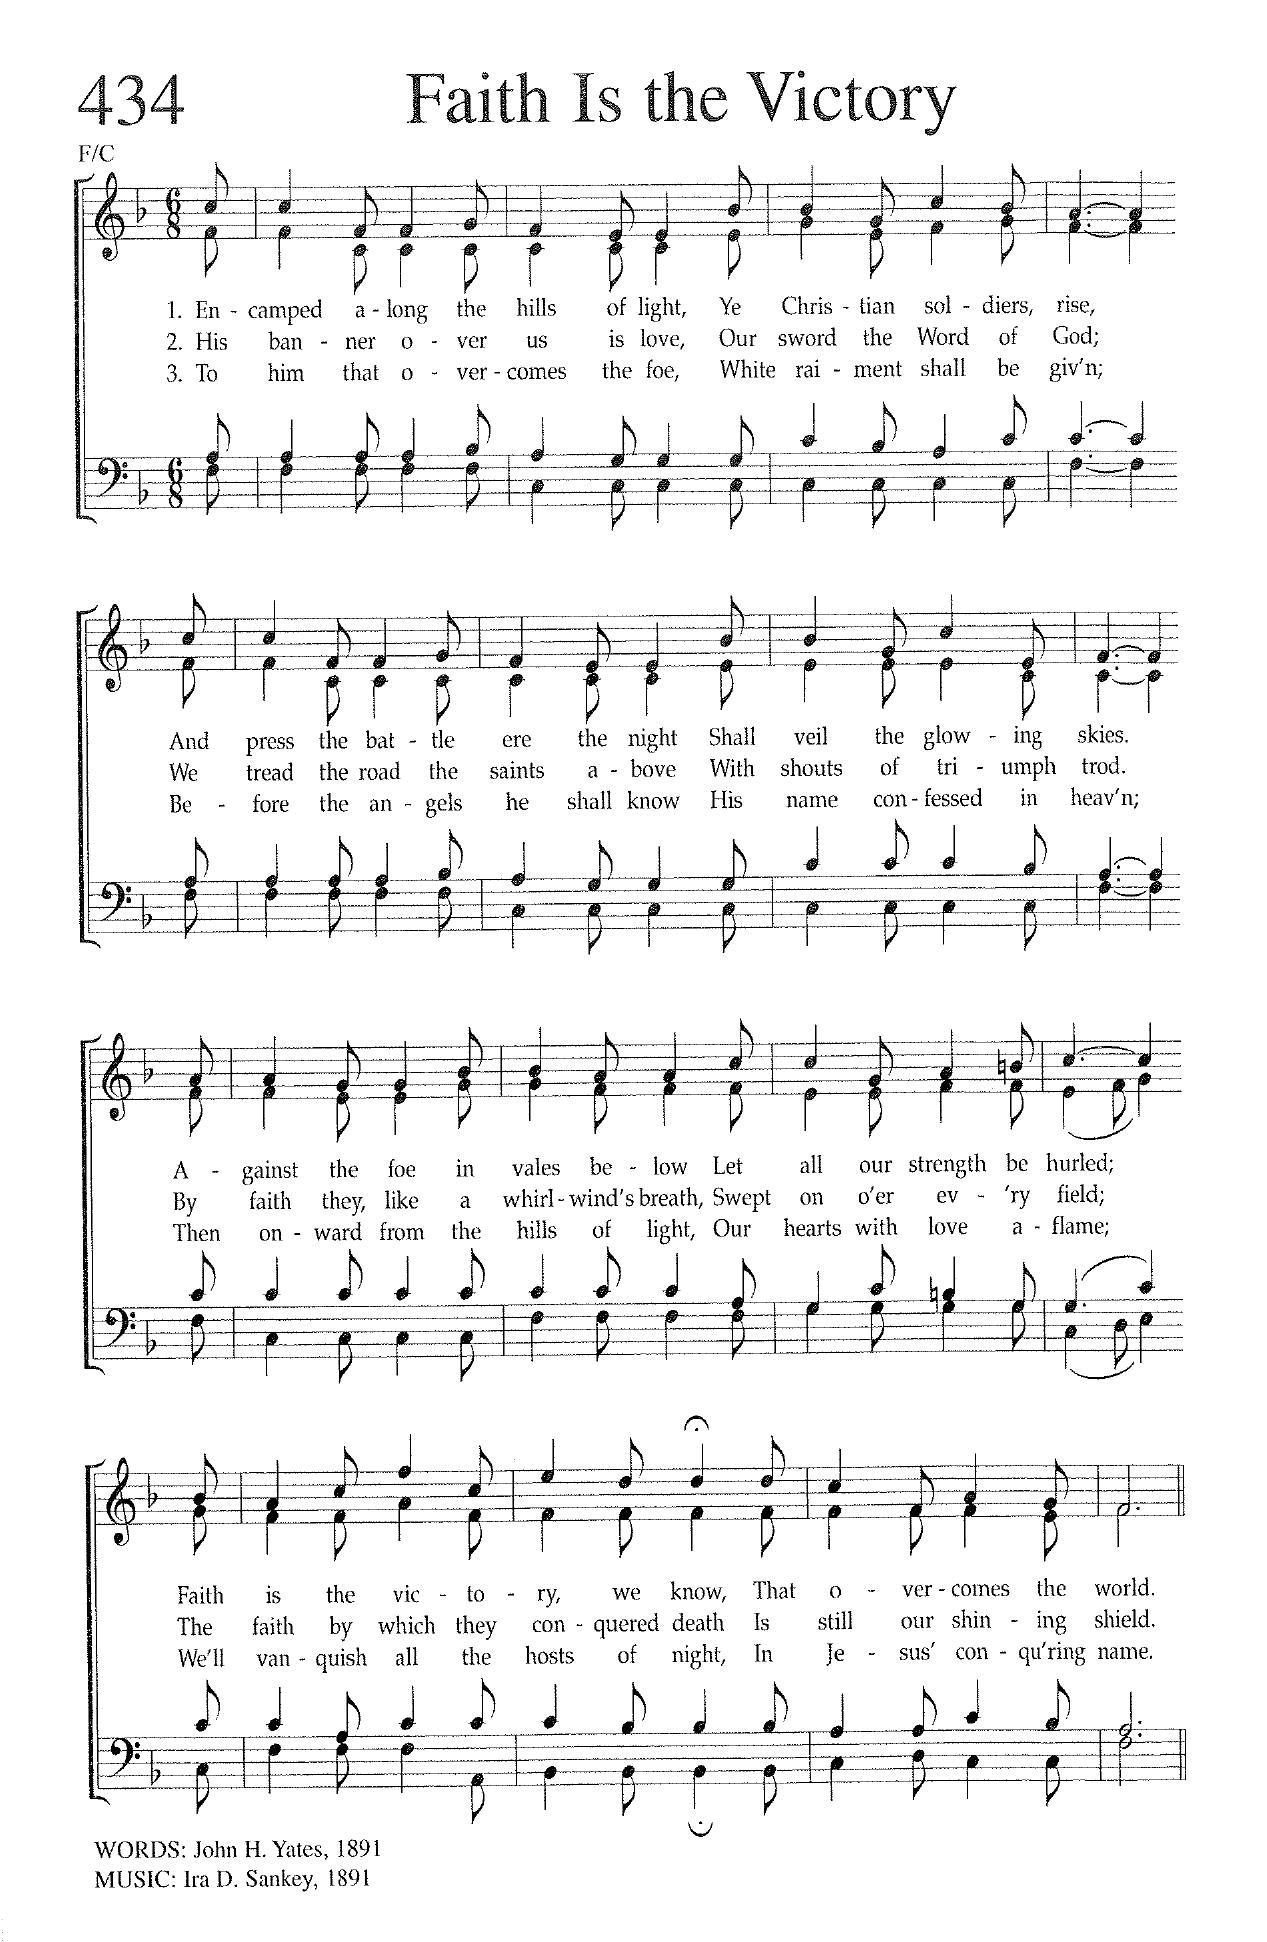 434 Faith Is the Victory
F/C
1. En - camped a - long the hills of light, Ye Chris - tian sol - diers, rise,
2. His ban - ner o - ver us is love, Our sword the Word of God;
3. To him that o - ver - comes the foe, White rai - ment shall be giv'n;
And press the bat - tle ere the night Shall veil the glow - ing skies.
We tread the road the saints a - bove With shouts of tri - umph trod.
Be - fore the an - gels he shall know His name con - fessed in heav'n;
A - gainst the foe in vales be - low Let all our strength be hurled;
By faith they, like a whirl - wind's breath, Swept on o'er ev - 'ry field;
Then on - ward from the hills of light, Our hearts with love a - flame;
Faith is the vic - to - ry, we know, That o - ver - comes the world.
The faith by which they con - quered death Is still our shin - ing shield.
We'll van - quish all the hosts of night, In Je - sus' con - qu'ring name.
WORDS: John H. Yates, 1891
MUSIC: Ira D. Sankey, 1891